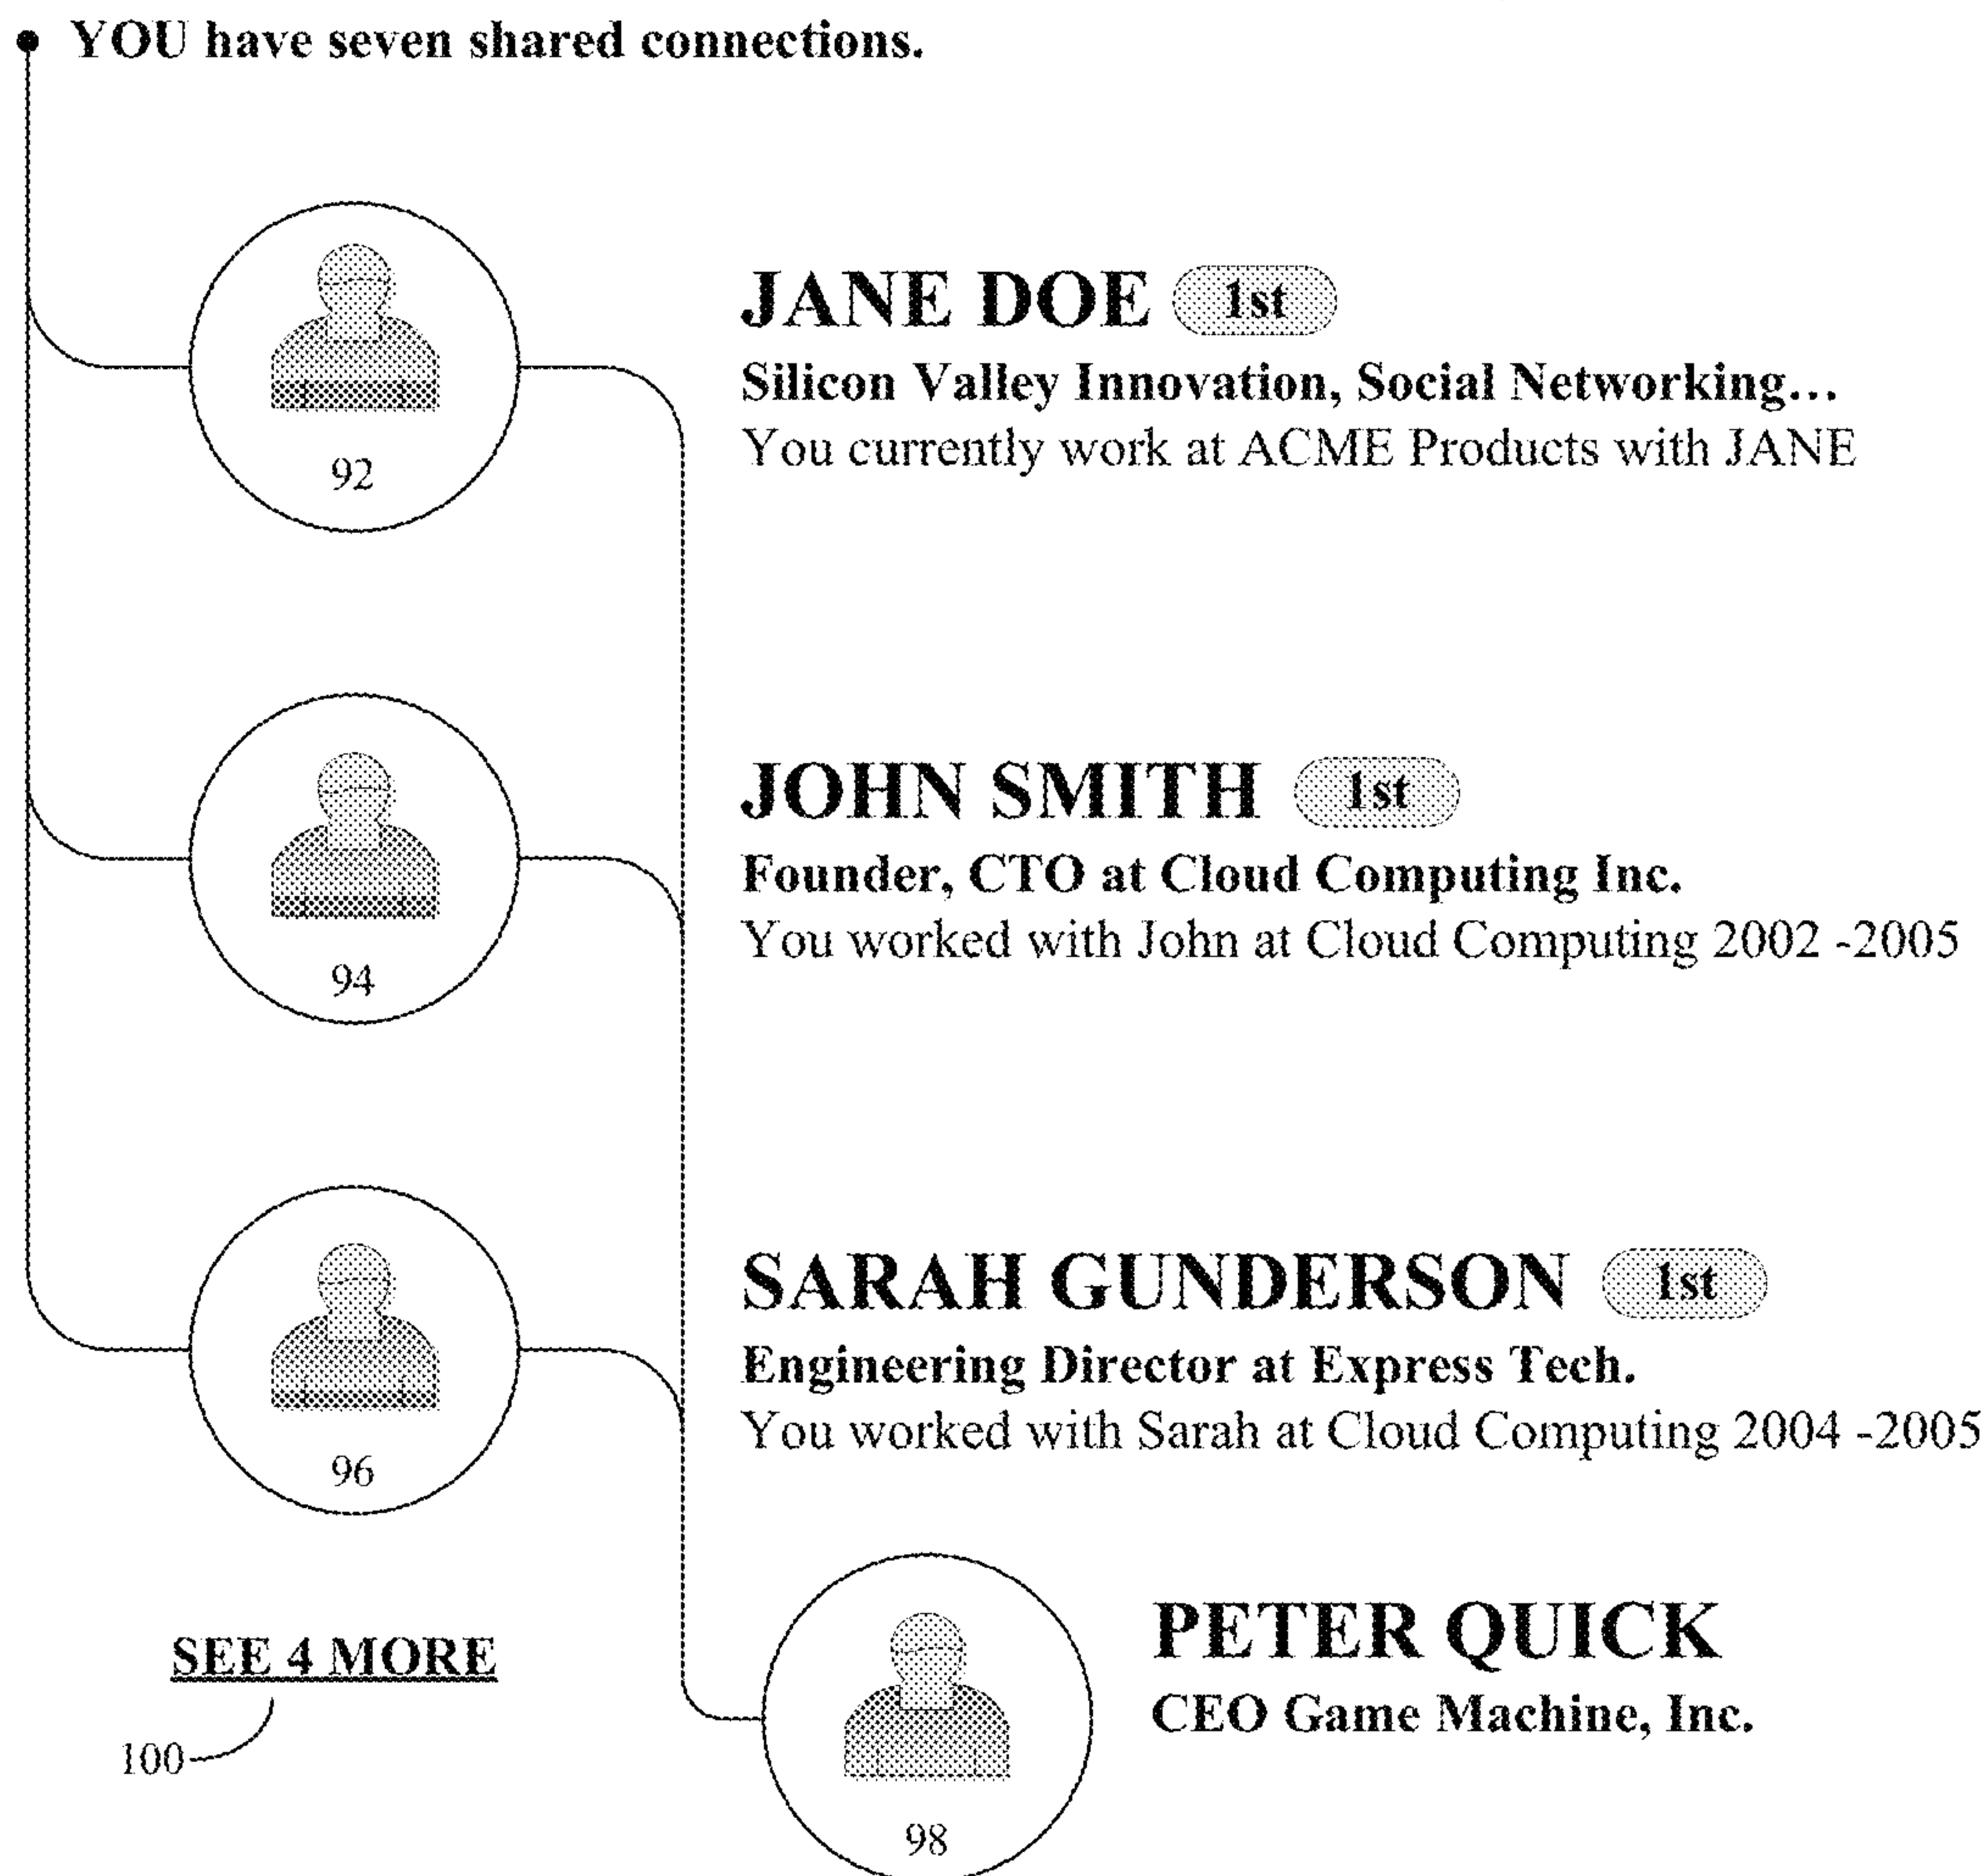 YOU have seven shared connections.
JANE DOE 1st
Silicon Valley Innovation, Social Networking...
You currently work at ACME Products with JANE
92
JOHN SMITH 1st
Founder, CTO at Cloud Computing Inc.
You worked with John at Cloud Computing 2002 -2005
94
SARAH GUNDERSON 1st
Engineering Director at Express Tech.
You worked with Sarah at Cloud Computing 2004 -2005
96
SEE 4 MORE
100
PETER QUICK
CEO Game Machine, Inc.
98